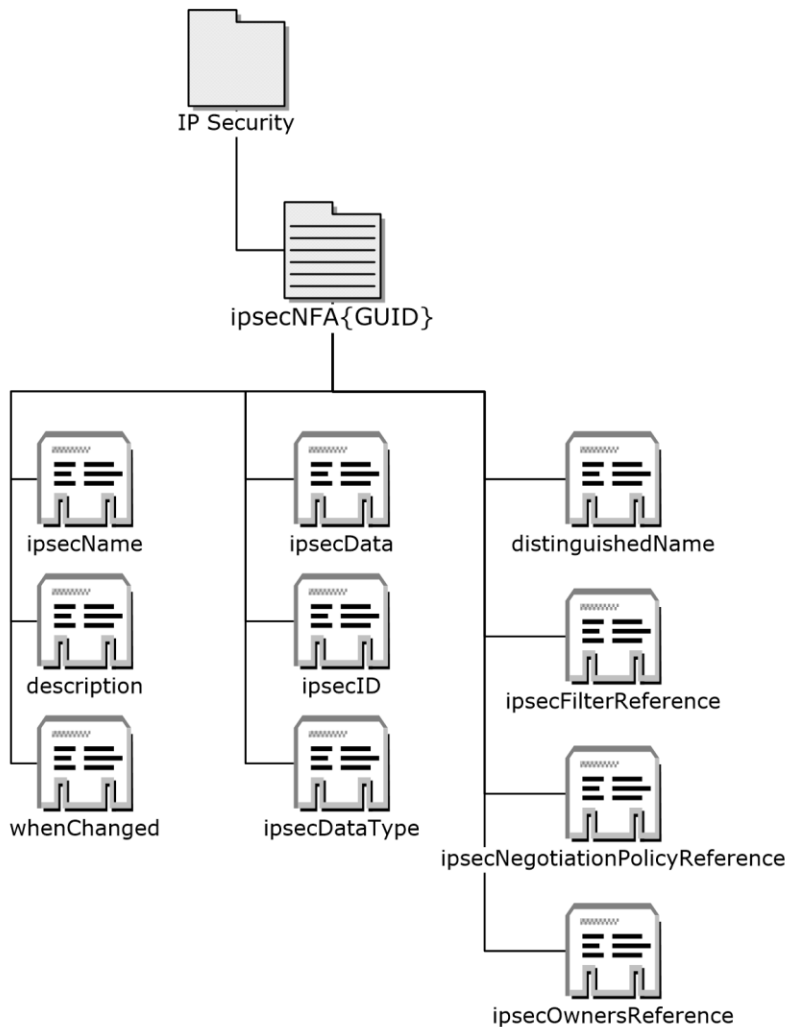 IP Security
ipsecNFA{GUID}
ipsecName
ipsecData
distinguishedName
description
ipsecID
ipsecFilterReference
whenChanged
ipsecDataType
ipsecNegotiationPolicyReference
ipsecOwnersReference